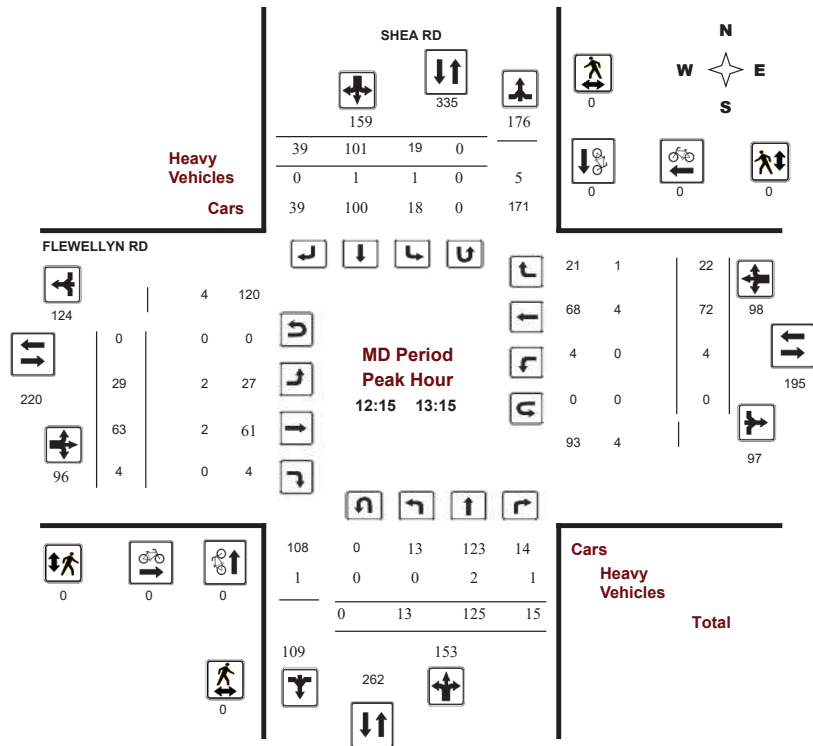 SHEA RD
N
W E
S
335
0
159
176
39 101 19 0
Heavy
Vehicles
0 1 1 0 5
0 0 0
Cars
39 100 18 0 171
FLEWELLYN RD
21 1 22
124
4 120
98
68 4 72
0 0 0
MD Period
4 0 4
Peak Hour
195
220
29 2 27
12:15 13:15
0 0 0
63 2 61
93 4
97
96
4 0 4
108 0 13 123 14
Cars
1 0 0 2 1
Heavy
Vehicles
0 0 0
0 13 125 15
Total
109
153
262
0